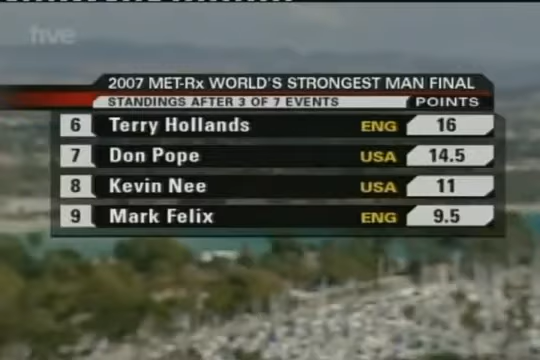 five
2007 MET-Rx WORLD'S STRONGEST MAN FINAL
STANDINGS AFTER 3 OF 7 EVENTS POINTS
6 Terry Hollands ENG 16
7 Don Pope USA 14.5
8 Kevin Nee USA 11
9 Mark Felix ENG 9.5